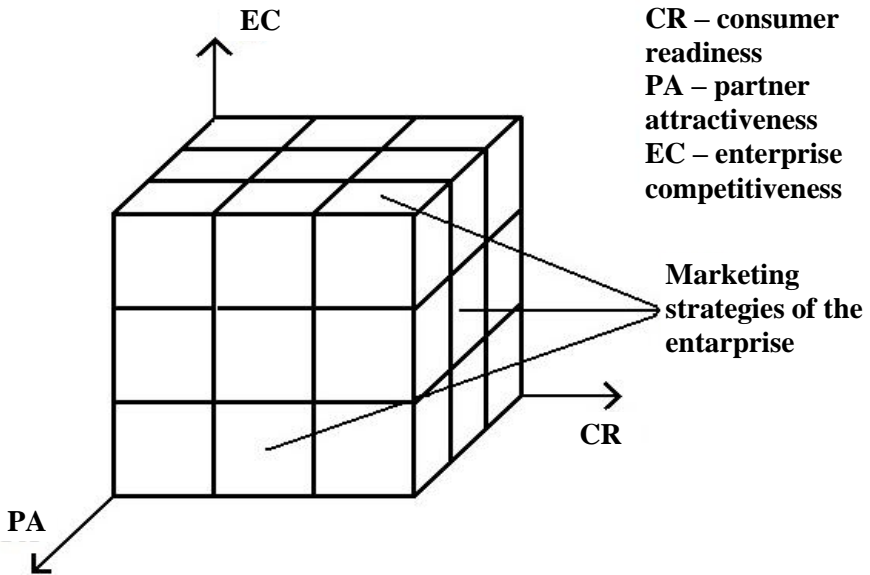 EC
CR – consumer
readiness
PA – partner
attractiveness
EC – enterprise
competitiveness
Marketing
strategies of the
entarprise
CR
PA